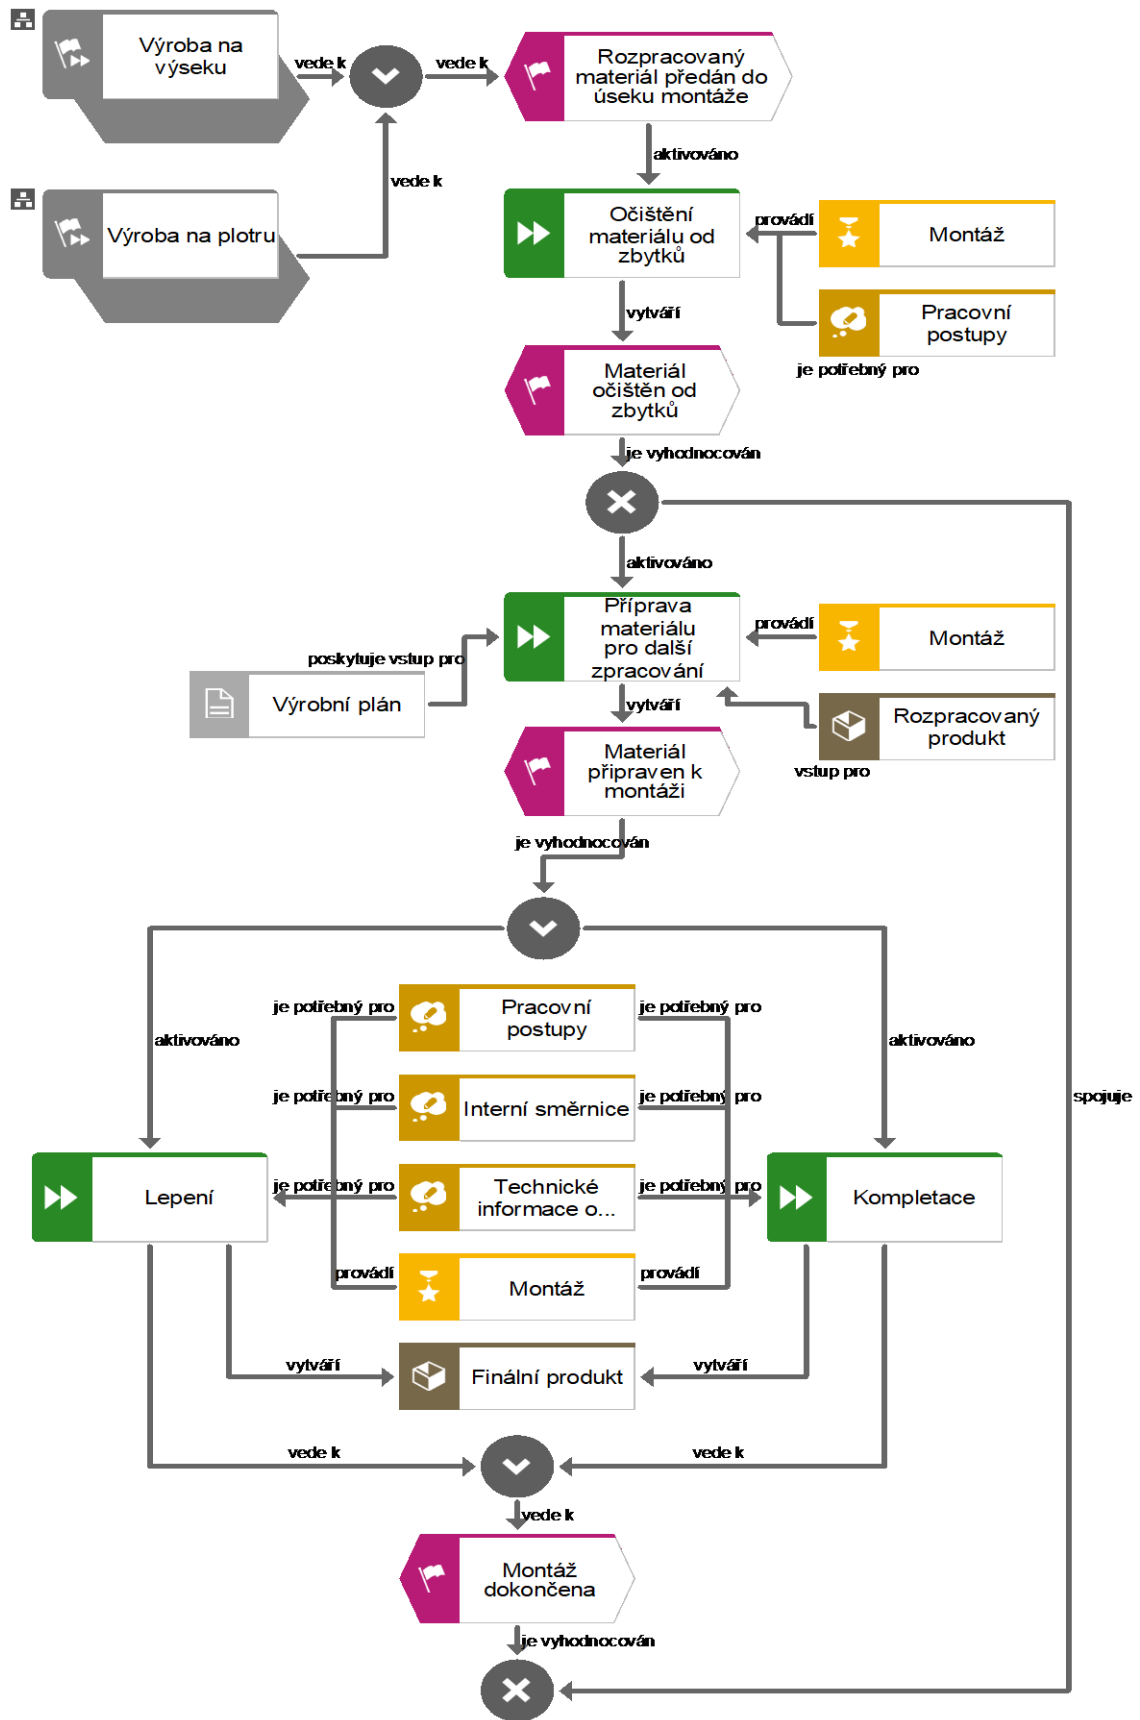 Výroba na
výseku
vede k
vede k
Rozpracovaný
materiál předán do
úseku montáže
vede k
aktivováno
Výroba na plotru
Očištění
materiálu od
zbytků
provádí
Montáž
Pracovní
postupy
je potřebný pro
vytváří
Materiál
očištěn od
zbytků
je vyhodnocován
aktivováno
Příprava
materiálu
pro další
zpracování
provádí
Montáž
poskytuje vstup pro
Výrobní plán
vytváří
Rozpracovaný
produkt
vstup pro
Materiál
připraven k
montáži
je vyhodnocován
je potřebný pro
Pracovní
postupy
je potřebný pro
aktivováno
aktivováno
je potřebný pro
Interní směrnice
je potřebný pro
spojuje
Lepení
je potřebný pro
Technické
informace o...
je potřebný pro
Kompletace
provádí
Montáž
provádí
vytváří
Finální produkt
vytváří
vede k
vede k
vede k
Montáž
dokončena
je vyhodnocován